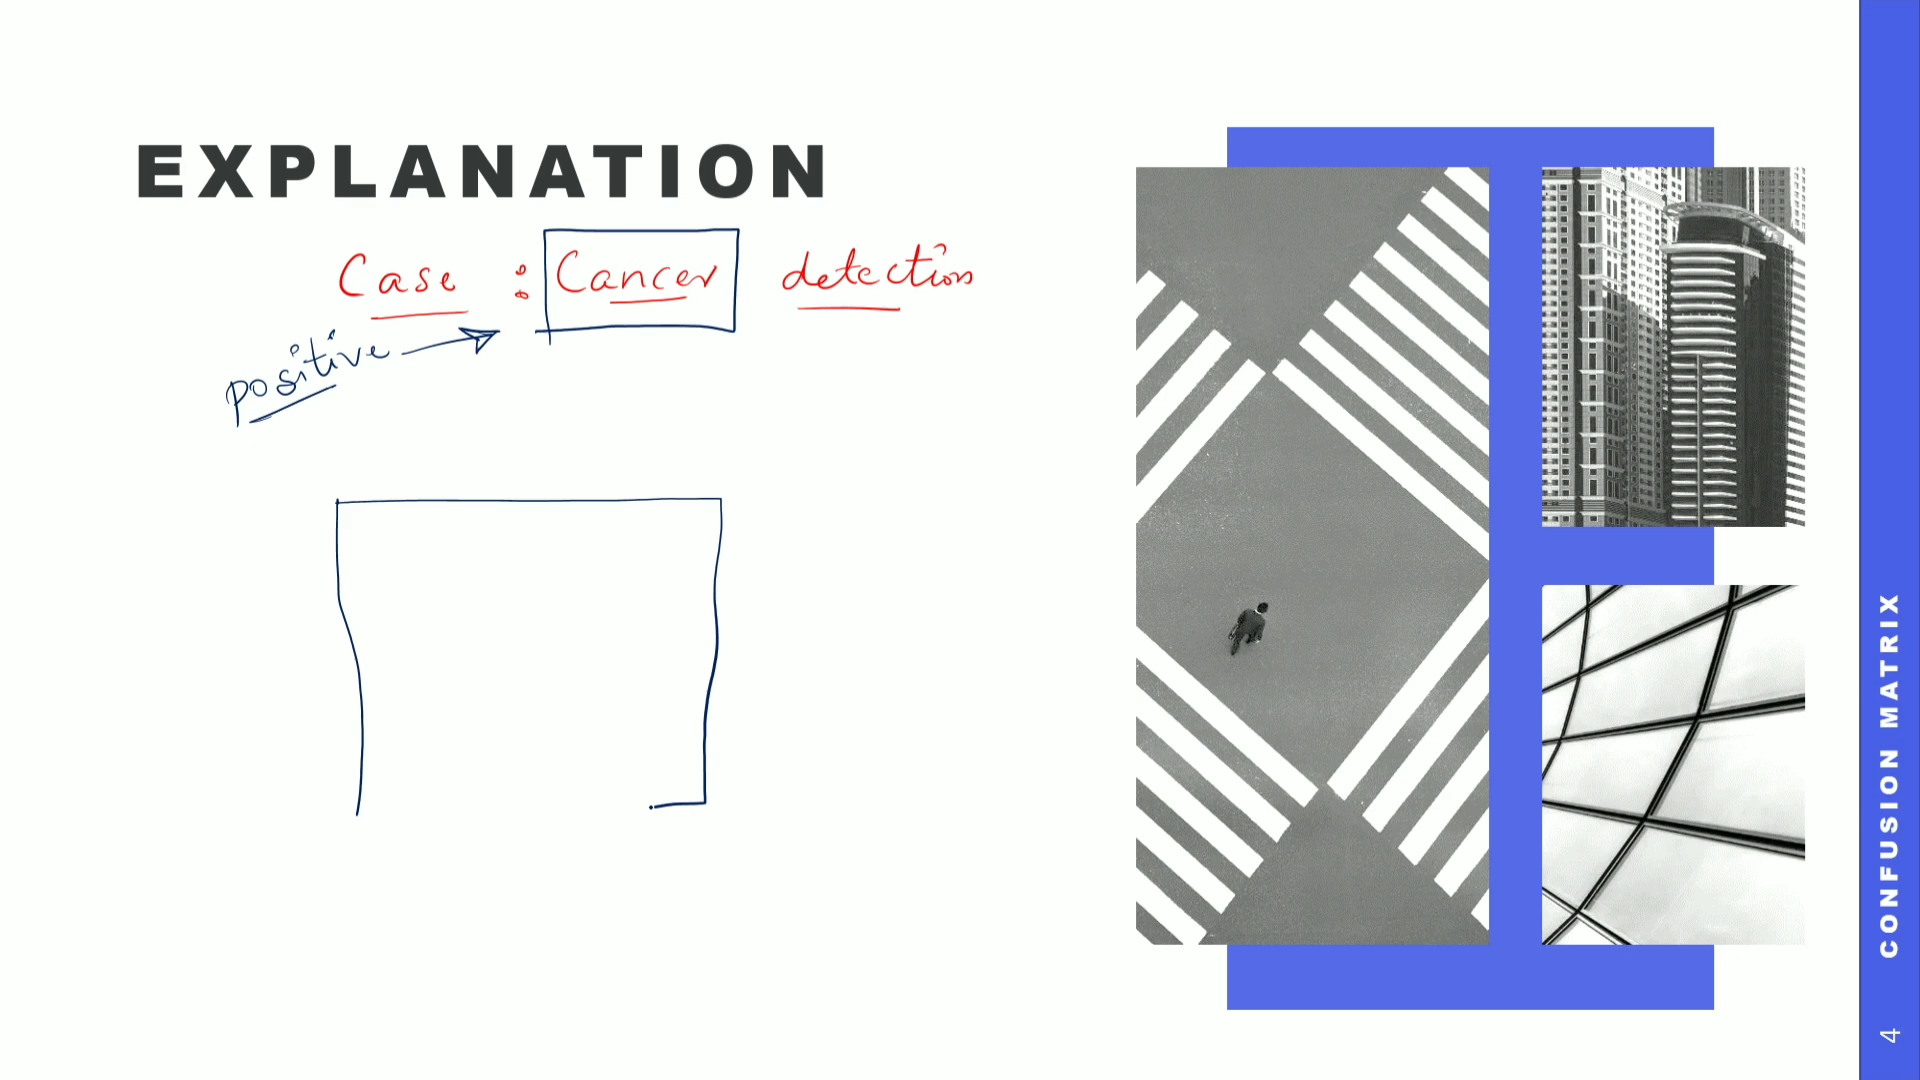 EXPLANATION
Case : Cancer detection
positive
CONFUSION MATRIX
4